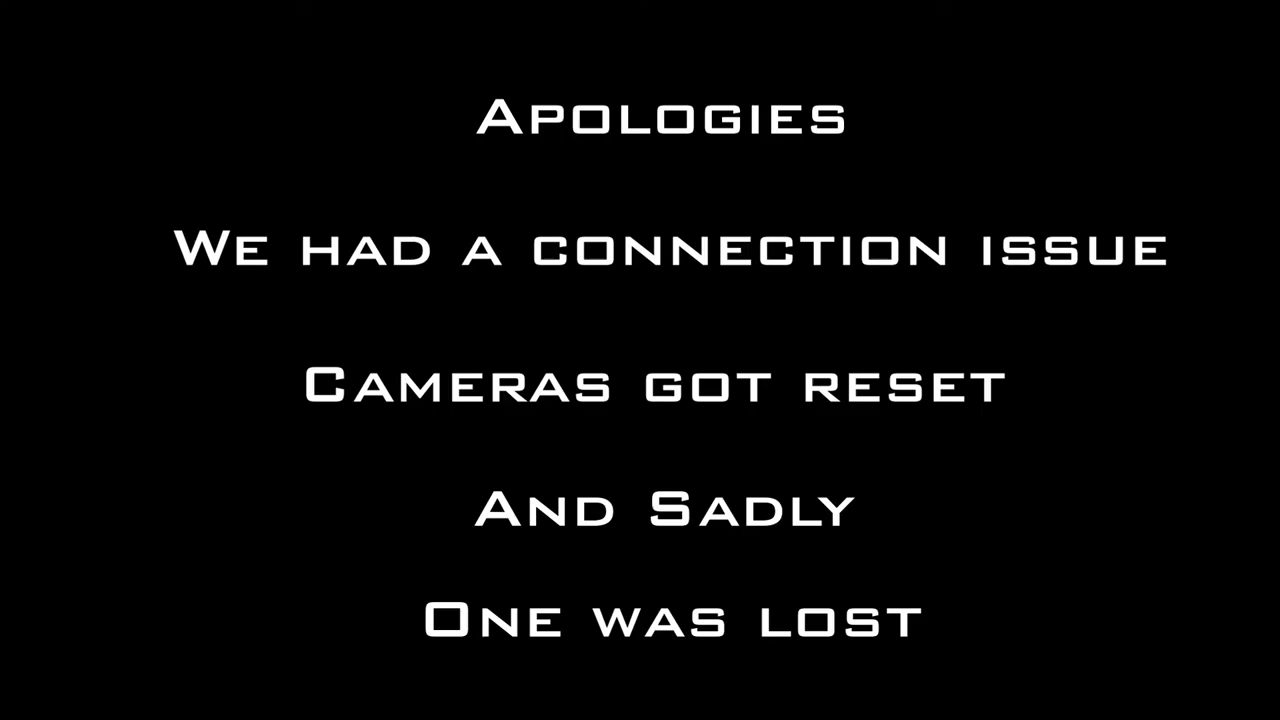 Apologies
We had a connection issue
Cameras got reset
And Sadly
One was lost